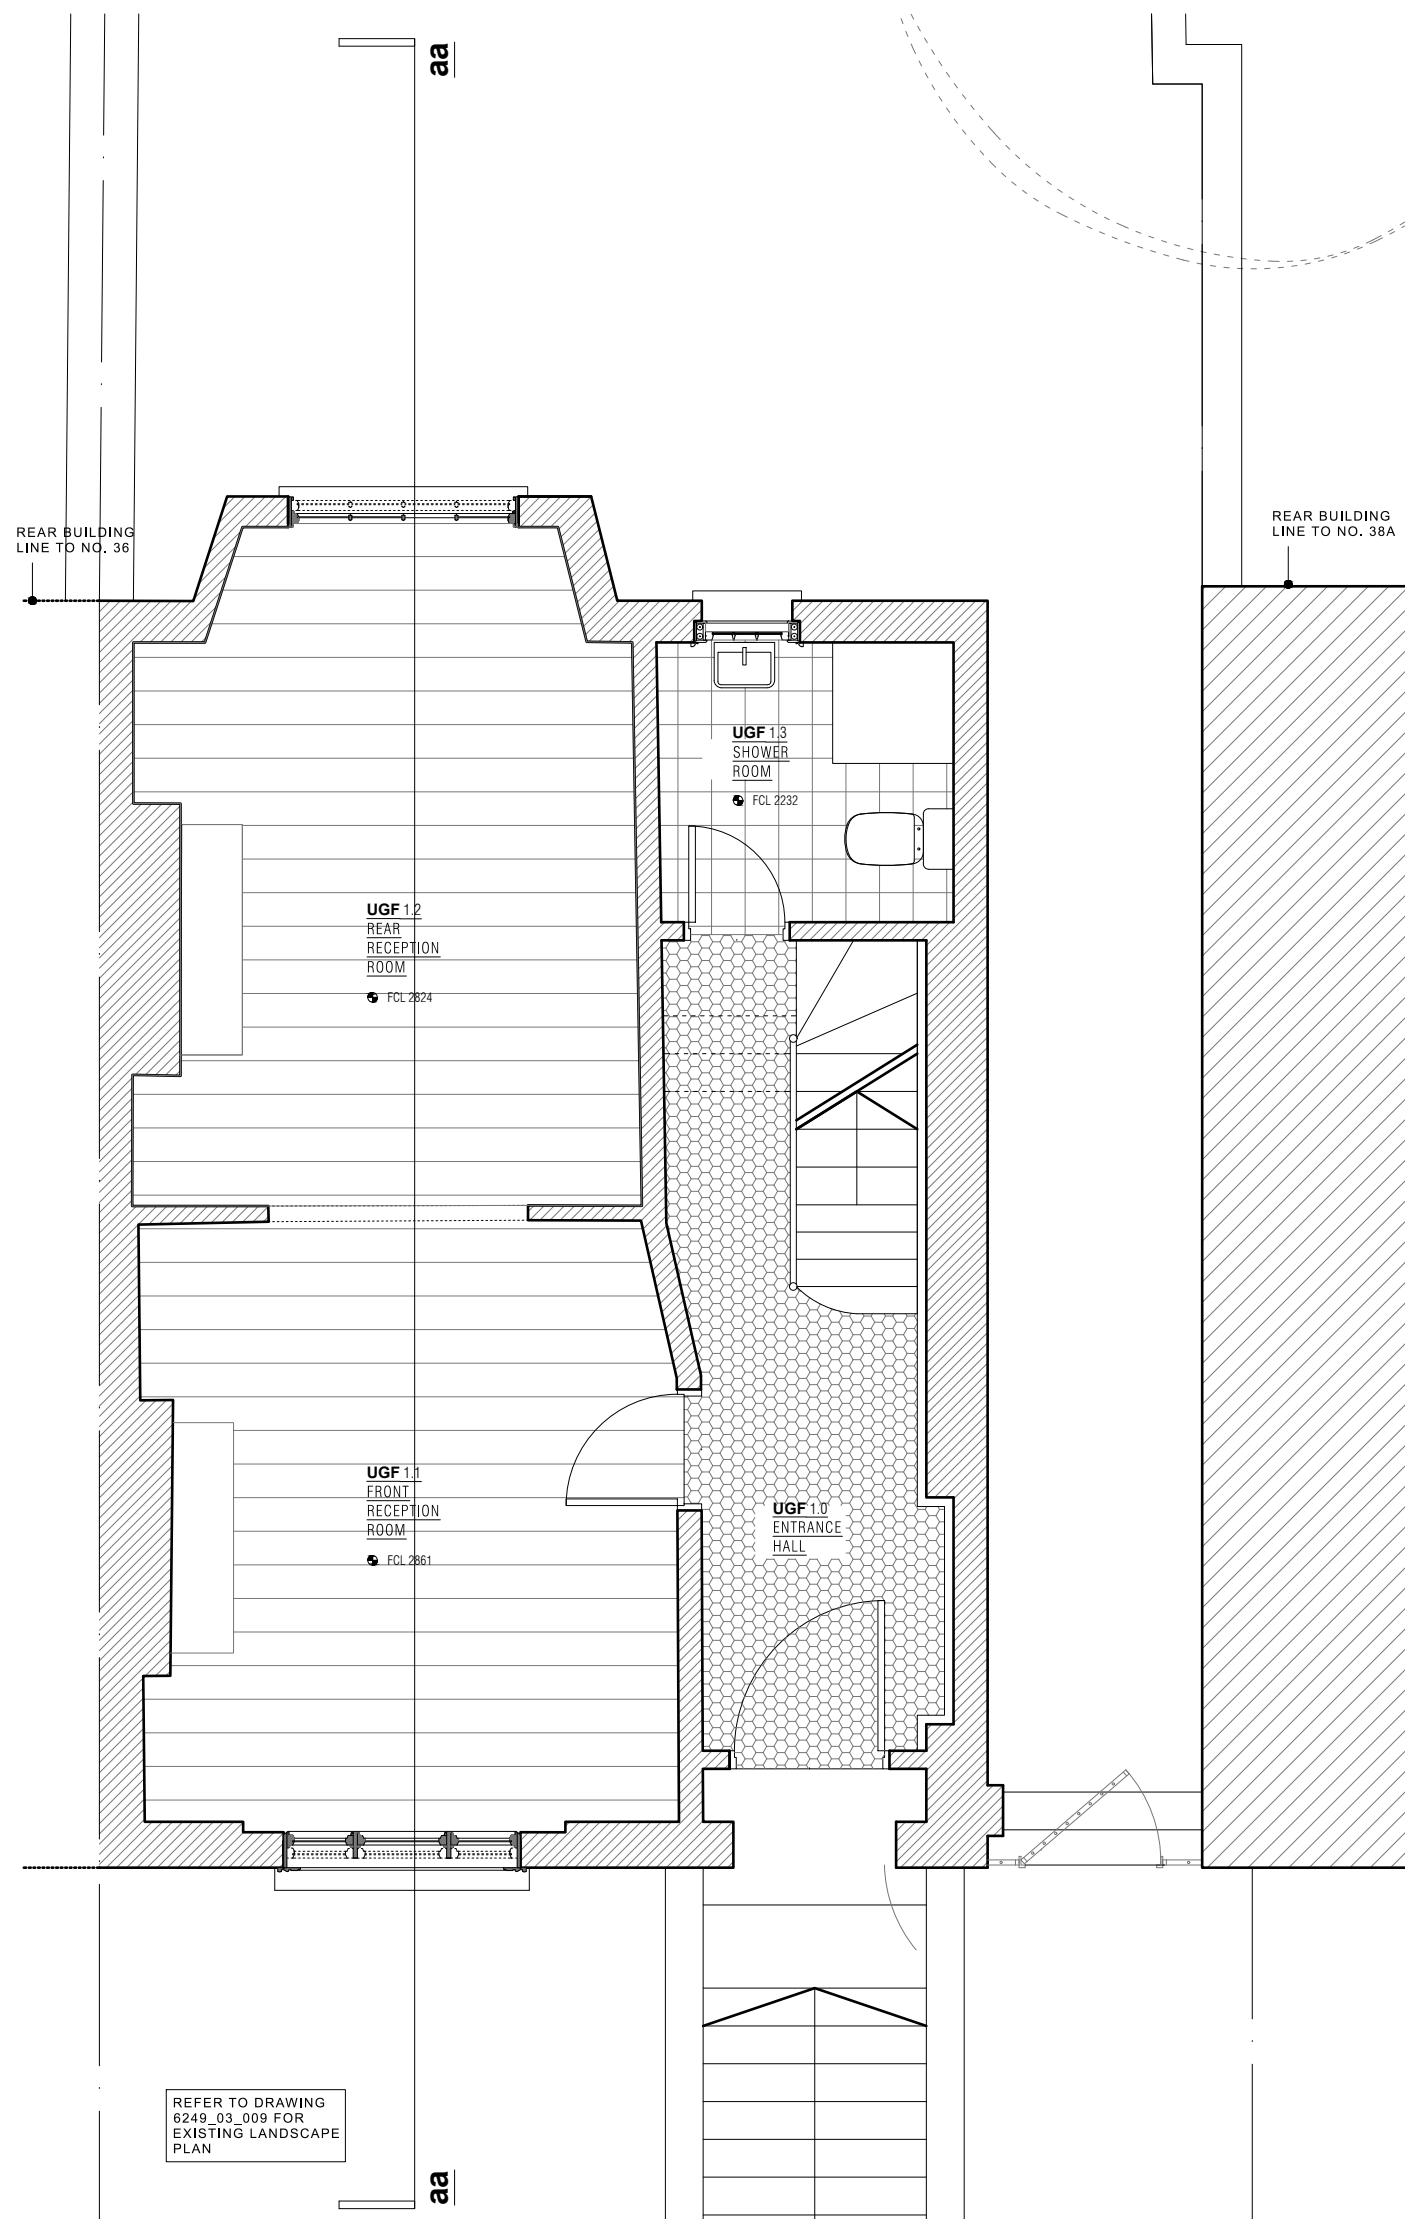 aa
REAR BUILDING
LINE TO NO. 36
REAR BUILDING
LINE TO NO. 38A
UGF 1.3
SHOWER
ROOM
FCL 2232
UGF 1.2
REAR
RECEPTION
ROOM
FCL 2824
UGF 1.1
FRONT
RECEPTION
ROOM
FCL 2861
UGF 1.0
ENTRANCE
HALL
REFER TO DRAWING
6249_03_009 FOR
EXISTING LANDSCAPE
PLAN
aa